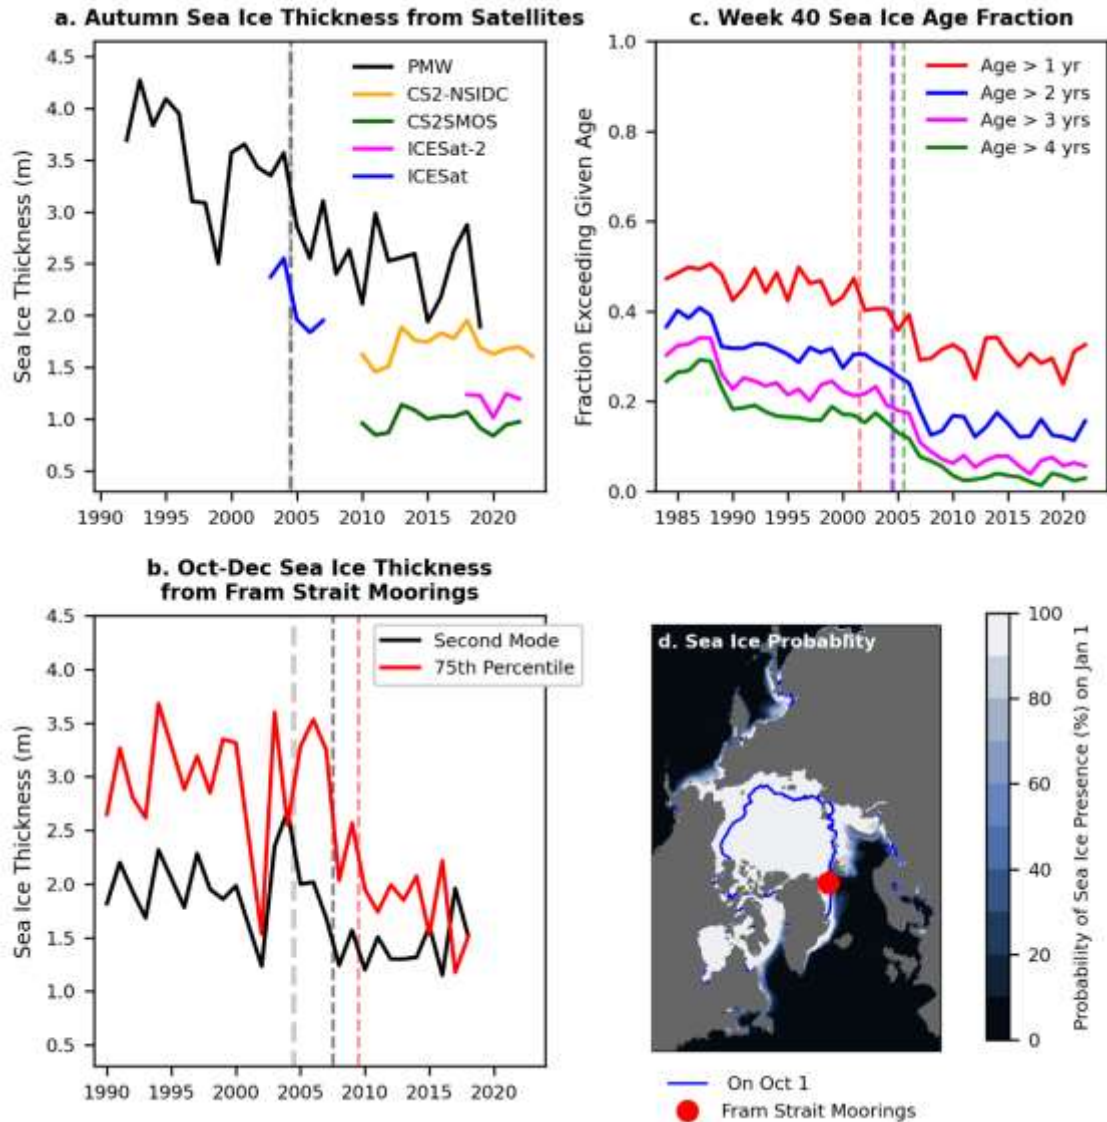 a. Autumn Sea Ice Thickness from Satellites
4.5
4.0
3.5
3.0
2.5
2.0
1.5
1.0
0.5
Sea Ice Thickness (m)
PMW
CS2-NSIDC
CS2SMOS
ICESat-2
ICESat
1990 1995 2000 2005 2010 2015 2020
c. Week 40 Sea Ice Age Fraction
1.0
0.8
0.6
0.4
0.2
0.0
Fraction Exceeding Given Age
Age > 1 yr
Age > 2 yrs
Age > 3 yrs
Age > 4 yrs
1985 1990 1995 2000 2005 2010 2015 2020
b. Oct-Dec Sea Ice Thickness
from Fram Strait Moorings
4.5
4.0
3.5
3.0
2.5
2.0
1.5
1.0
0.5
Sea Ice Thickness (m)
Second Mode
75th Percentile
1990 1995 2000 2005 2010 2015 2020
d. Sea Ice Probablity
100
80
60
40
20
0
Probability of Sea Ice Presence (%) on Jan 1
On Oct 1
Fram Strait Moorings